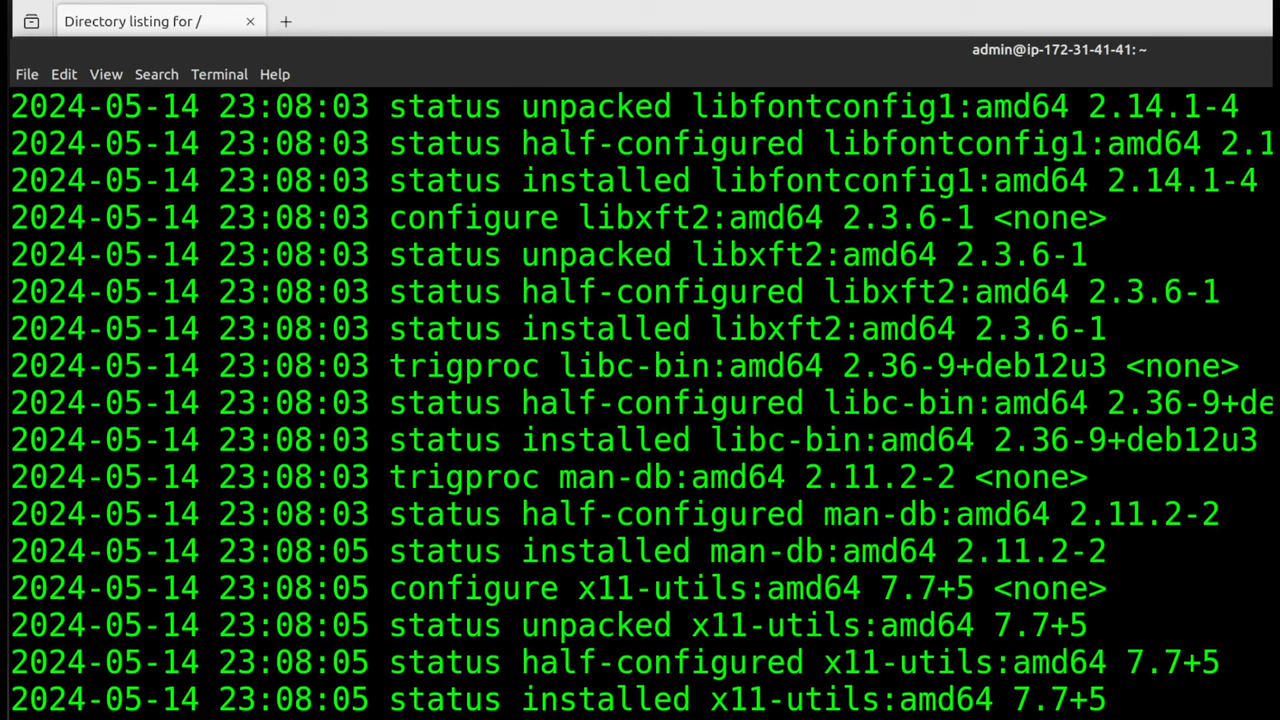 Directory listing for /
admin@ip-172-31-41-41: ~
File Edit View Search Terminal Help
2024-05-14 23:08:03 status unpacked libfontconfig1:amd64 2.14.1-4
2024-05-14 23:08:03 status half-configured libfontconfig1:amd64 2.1
2024-05-14 23:08:03 status installed libfontconfig1:amd64 2.14.1-4
2024-05-14 23:08:03 configure libxft2:amd64 2.3.6-1 <none>
2024-05-14 23:08:03 status unpacked libxft2:amd64 2.3.6-1
2024-05-14 23:08:03 status half-configured libxft2:amd64 2.3.6-1
2024-05-14 23:08:03 status installed libxft2:amd64 2.3.6-1
2024-05-14 23:08:03 trigproc libc-bin:amd64 2.36-9+deb12u3 <none>
2024-05-14 23:08:03 status half-configured libc-bin:amd64 2.36-9+de
2024-05-14 23:08:03 status installed libc-bin:amd64 2.36-9+deb12u3
2024-05-14 23:08:03 trigproc man-db:amd64 2.11.2-2 <none>
2024-05-14 23:08:03 status half-configured man-db:amd64 2.11.2-2
2024-05-14 23:08:05 status installed man-db:amd64 2.11.2-2
2024-05-14 23:08:05 configure x11-utils:amd64 7.7+5 <none>
2024-05-14 23:08:05 status unpacked x11-utils:amd64 7.7+5
2024-05-14 23:08:05 status half-configured x11-utils:amd64 7.7+5
2024-05-14 23:08:05 status installed x11-utils:amd64 7.7+5